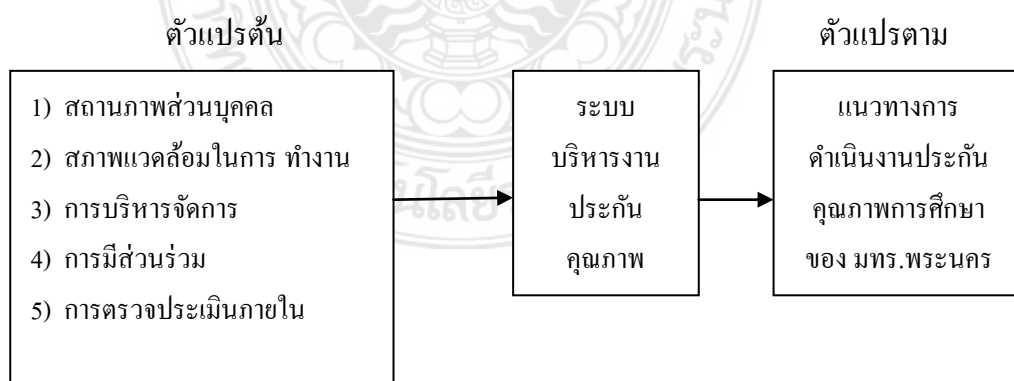 ตัวแปรต้น
ตัวแปรตาม
1) สถานภาพส่วนบุคคล
2) สภาพแวดล้อมในการ ทำงาน
3) การบริหารจัดการ
4) การมีส่วนร่วม
5) การตรวจประเมินภายใน
ระบบ
บริหารงาน
ประกัน
คุณภาพ
แนวทางการ
ดำเนินงานประกัน
คุณภาพการศึกษา
ของ มทร.พระนคร